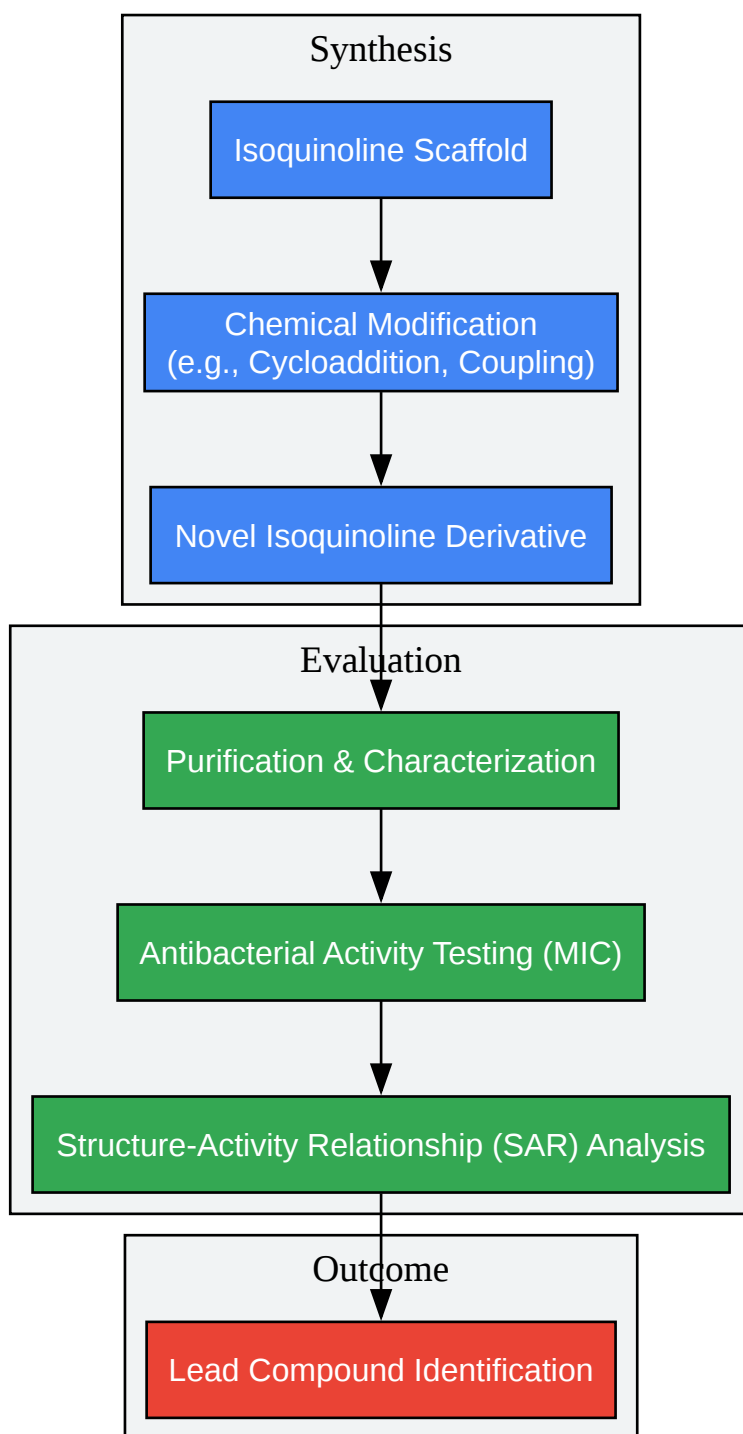 Synthesis
Isoquinoline Scaffold
Chemical Modification
(e.g., Cycloaddition, Coupling)
Novel Isoquinoline Derivative
Evaluation
Purification & Characterization
Antibacterial Activity Testing (MIC)
Structure-Activity Relationship (SAR) Analysis
Outcome
Lead Compound Identification